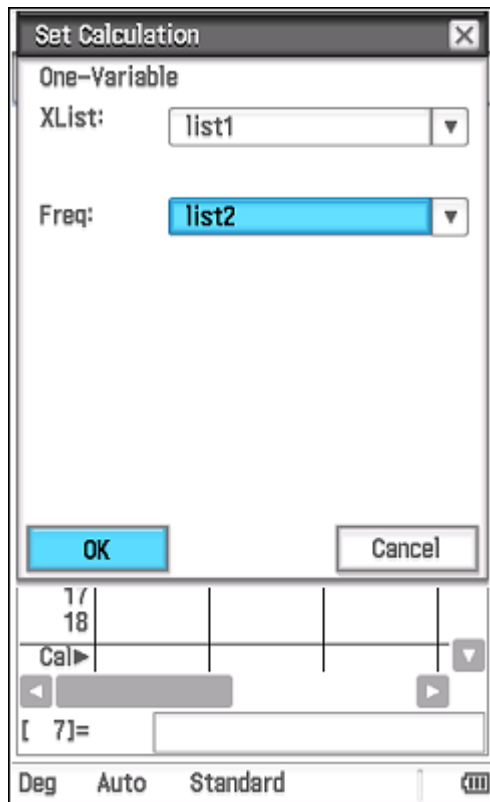 Set Calculation
One-Variable
XList: list1
Freq: list2
OK Cancel
17
18
Cal▶
[ 7]=
Deg Auto Standard